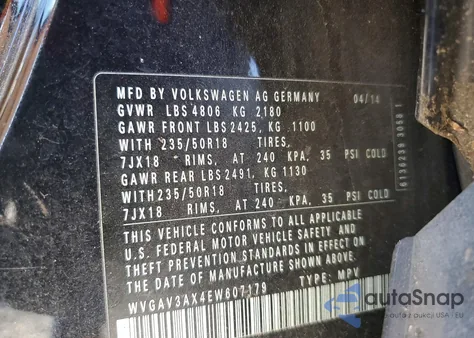 MFD BY VOLKSWAGEN AG GERMANY 04/14
GVWR LBS 4806 KG 2180
GAWR FRONT LBS 2425, KG 1100
WITH 235/50R18 TIRES,
7JX18 RIMS, AT 240 KPA, 35 PSI COLD
GAWR REAR LBS 2491, KG 1130
WITH 235/50R18 TIRES,
7JX18 RIMS, AT 240 KPA, 35 PSI COLD
THIS VEHICLE CONFORMS TO ALL APPLICABLE
U.S. FEDERAL MOTOR VEHICLE SAFETY AND
THEFT PREVENTION STANDARDS IN EFFECT ON
THE DATE OF MANUFACTURE SHOWN ABOVE.
WVGAV3AX4EW607179 TYPE: MPV
autoSnap